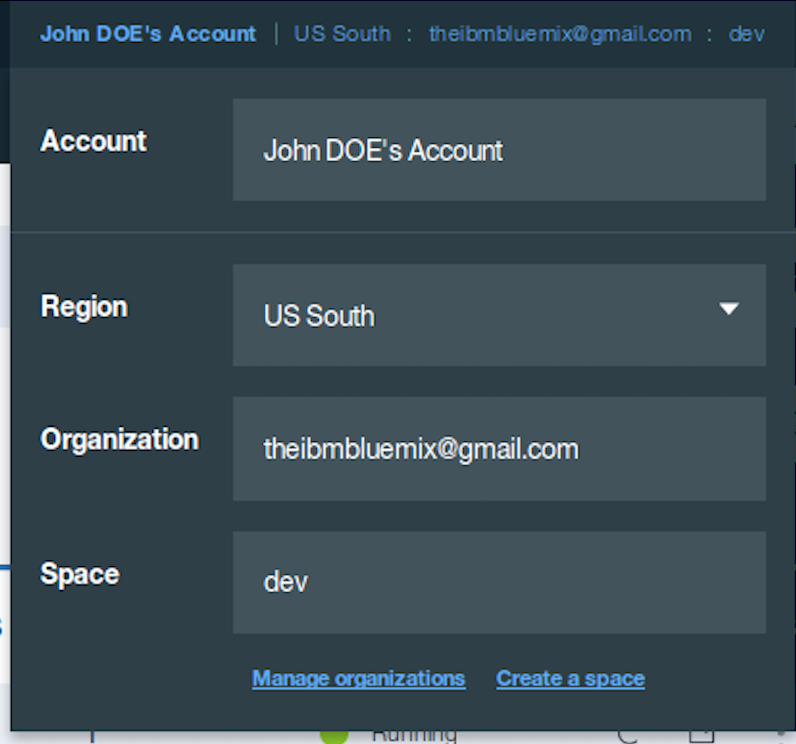 John DOE's Account | US South : theibmbluemix@gmail.com : dev
Account John DOE's Account
Region US South
Organization theibmbluemix@gmail.com
Space dev
Manage organizations Create a space
Running